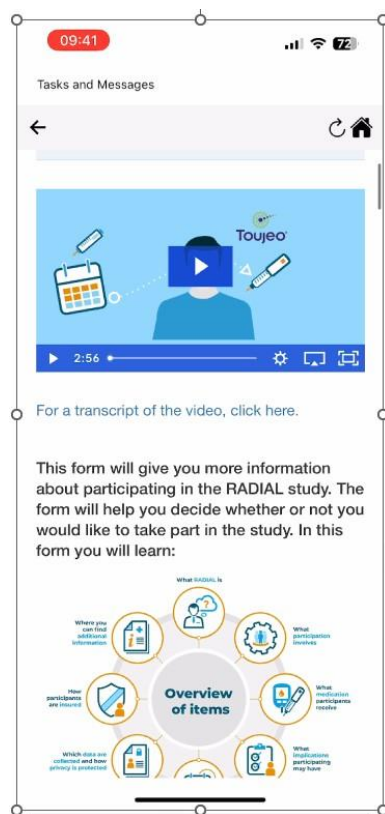 09:41
72
Tasks and Messages
Toujeo
2:56
For a transcript of the video, click here.
This form will give you more information
about participating in the RADIAL study. The
form will help you decide whether or not you
would like to take part in the study. In this
form you will learn:
What RADIAL is
Where you
can find
additional
information
What
participation
involves
How
participants
are insured
Overview
of items
What
medication
participants
receive
Which data are
collected and how
privacy is protected
What
implications
participating
may have